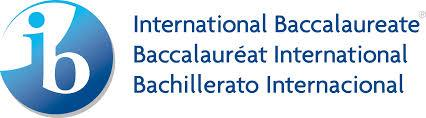 ib
International Baccalaureate®
Baccalauréat International
Bachillerato Internacional